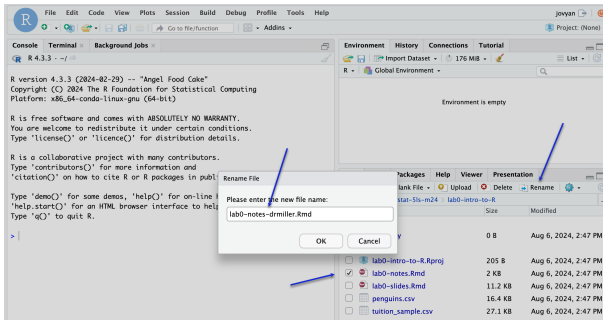 File Edit Code View Plots Session Build Debug Profile Tools Help
jovyan
R
Go to file/function
Addins
Project: (None)
Console Terminal × Background Jobs ×
R 4.3.3 · ~/
R version 4.3.3 (2024-02-29) -- "Angel Food Cake"
Copyright (C) 2024 The R Foundation for Statistical Computing
Platform: x86_64-conda-linux-gnu (64-bit)
R is free software and comes with ABSOLUTELY NO WARRANTY.
You are welcome to redistribute it under certain conditions.
Type 'license()' or 'licence()' for distribution details.
R is a collaborative project with many contributors.
Type 'contributors()' for more information and
'citation()' on how to cite R or R packages in publ
Type 'demo()' for some demos, 'help()' for on-line h
'help.start()' for an HTML browser interface to help
Type 'q()' to quit R.
>
Environment History Connections Tutorial
Import Dataset 176 MiB List
R Global Environment
Environment is empty
Rename File
Please enter the new file name:
lab0-notes-drmiller.Rmd
OK Cancel
Packages Help Viewer Presentation
lank File Upload Delete Rename
stat-5ls-m24 lab0-intro-to-R
Size Modified
y 0 B Aug 6, 2024, 2:47 PM
lab0-intro-to-R.Rproj 205 B Aug 6, 2024, 2:47 PM
lab0-notes.Rmd 2 KB Aug 6, 2024, 2:47 PM
lab0-slides.Rmd 11.2 KB Aug 6, 2024, 2:47 PM
penguins.csv 16.4 KB Aug 6, 2024, 2:47 PM
tuition_sample.csv 27.1 KB Aug 6, 2024, 2:47 PM